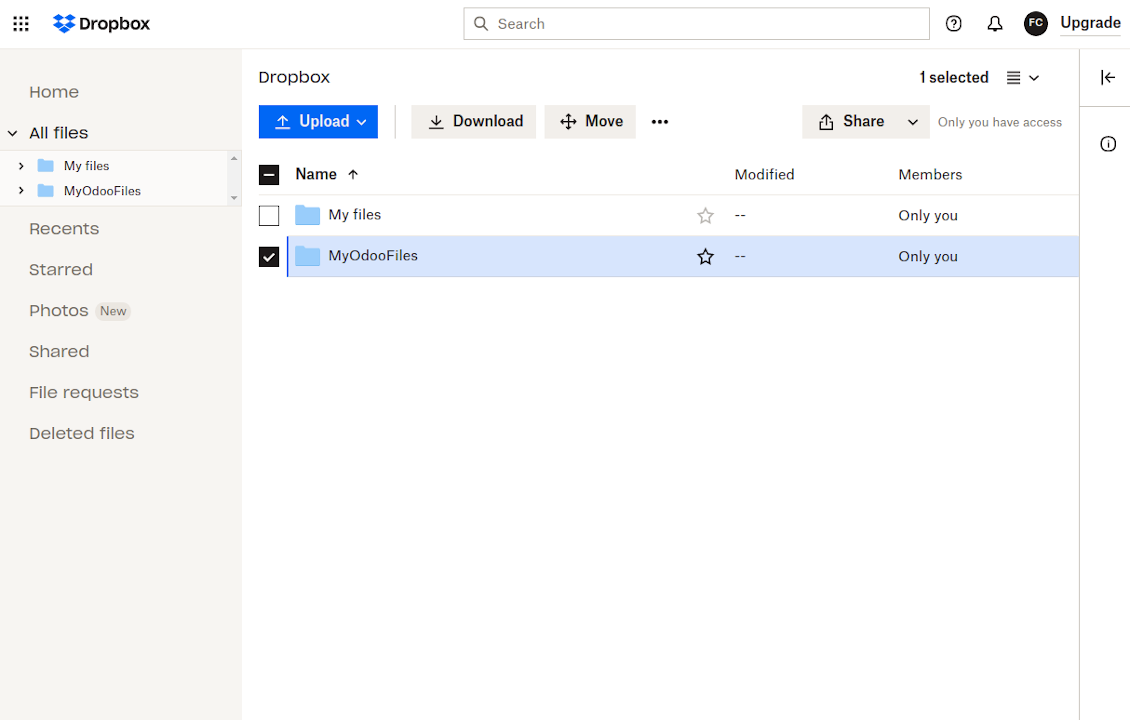 Dropbox
Search
FC
Upgrade
Home
All files
My files
MyOdooFiles
Recents
Starred
Photos New
Shared
File requests
Deleted files
Dropbox
1 selected
Upload
Download
Move
Share
Only you have access
Name
Modified
Members
My files -- Only you
MyOdooFiles -- Only you